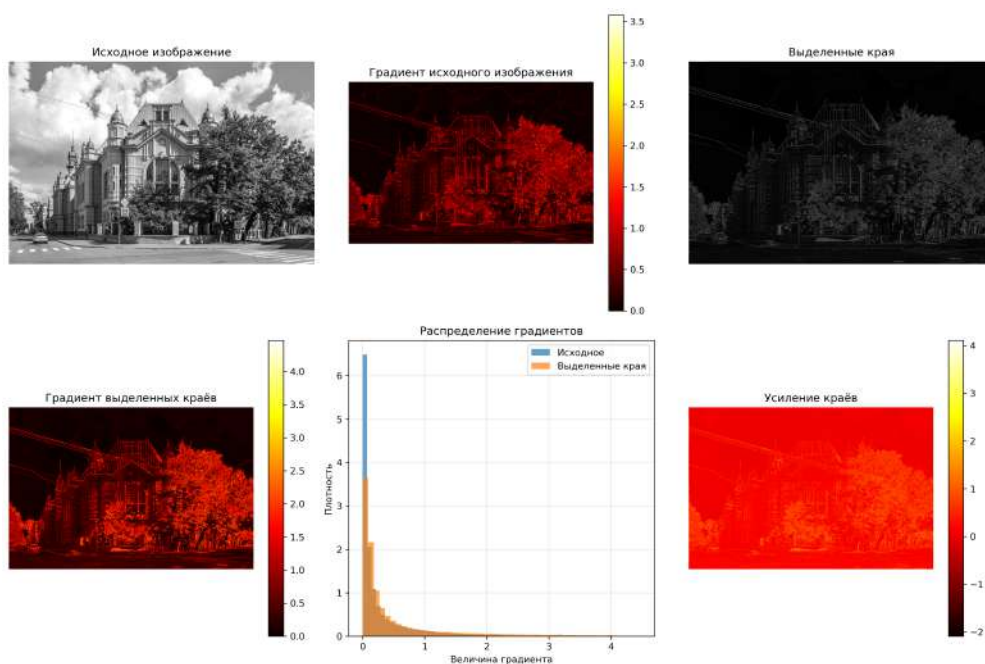 Исходное изображение
Градиент исходного изображения
3.5
3.0
2.5
2.0
1.5
1.0
0.5
0.0
Выделенные края
Градиент выделенных краёв
4.0
3.5
3.0
2.5
2.0
1.5
1.0
0.5
0.0
Распределение градиентов
Исходное
Выделенные края
Плотность
6
5
4
3
2
1
0
0 1 2 3 4
Величина градиента
Усиление краёв
4
3
2
1
0
−1
−2